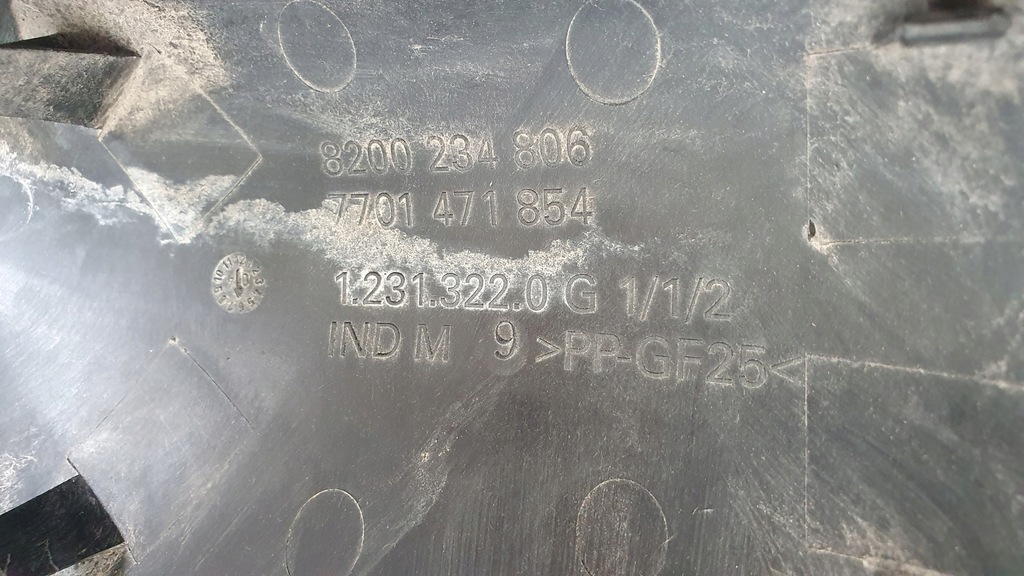 8200 234 806
7701 471 854
1.231.322.0 G 1/1/2
IND M 9 >PP-GF25<